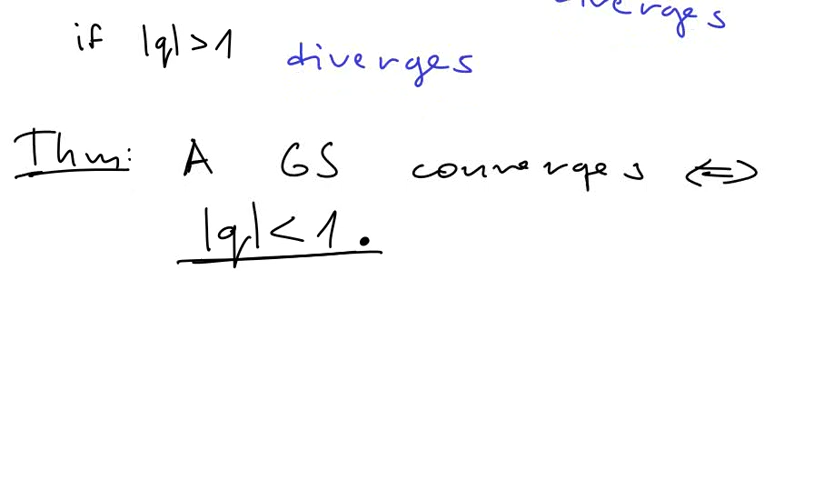 diverges
if |q|>1 diverges
Thm: A GS converges ⇔
|q|<1.